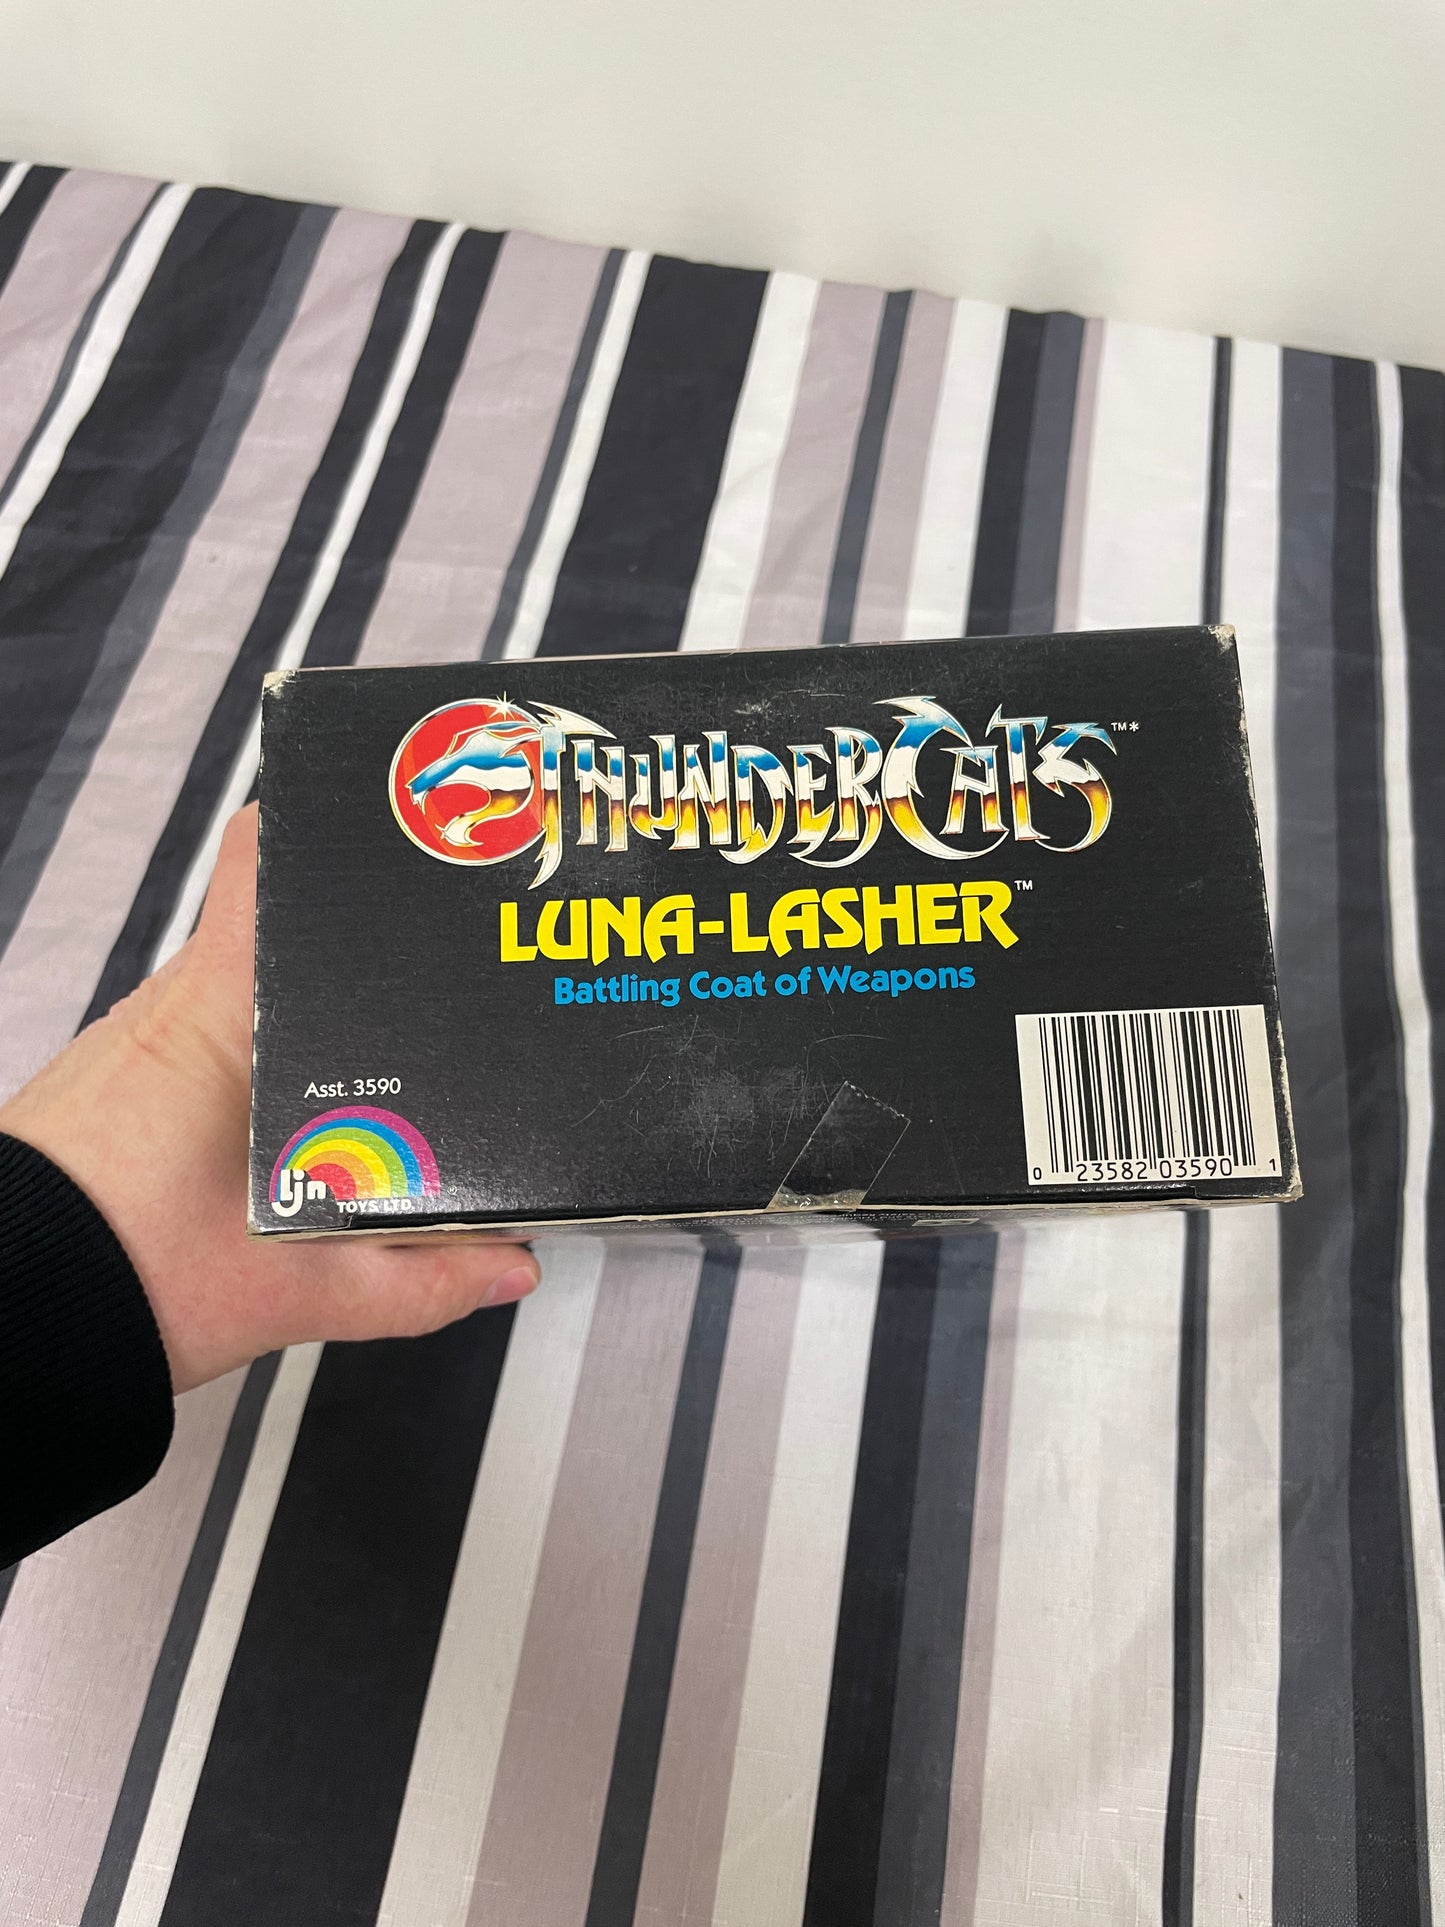 THUNDERCATS™*
LUNA-LASHER™
Battling Coat of Weapons
Asst. 3590
ljn
TOYS LTD. ®
0 23582 03590 1